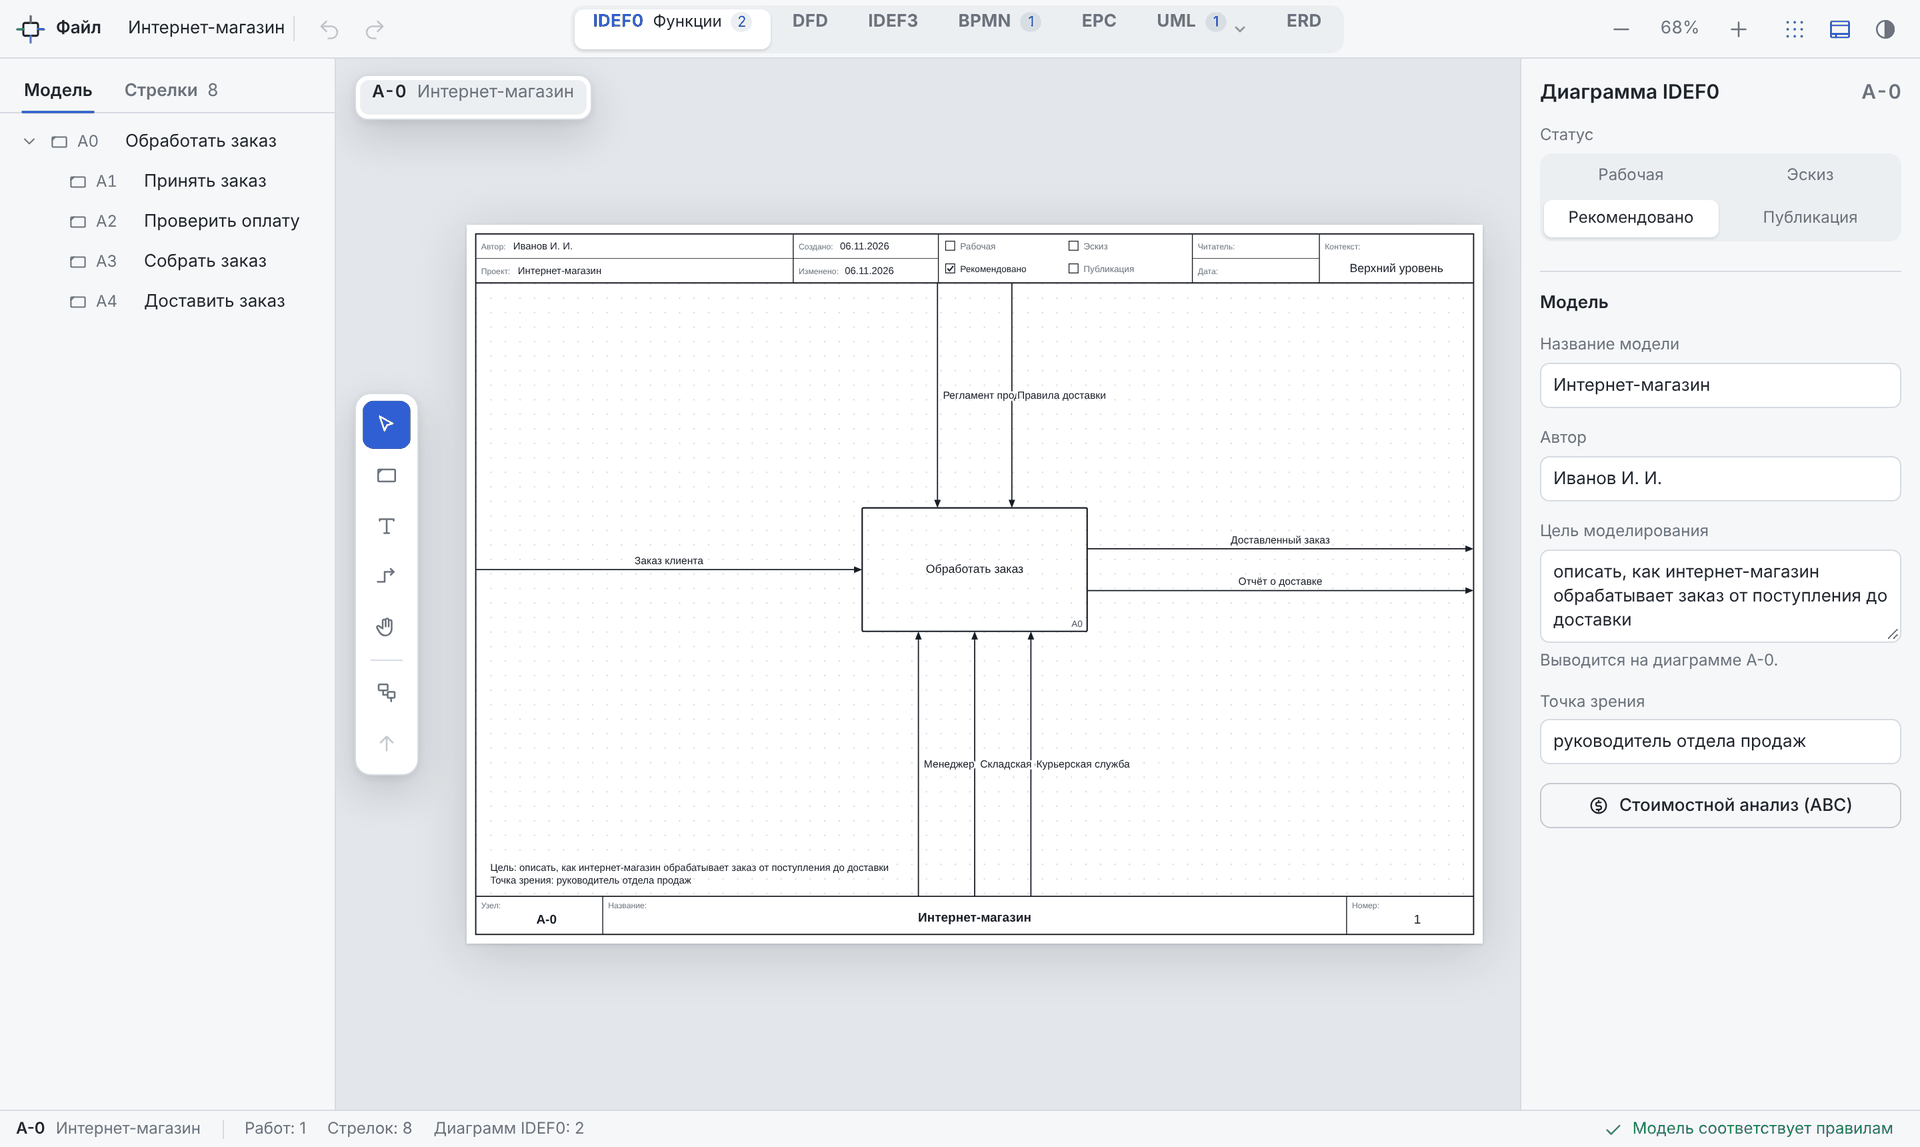 Файл
Интернет-магазин
IDEF0 Функции 2
DFD
IDEF3
BPMN 1
EPC
UML 1
ERD
68%
Модель
Стрелки 8
A0 Обработать заказ
A1 Принять заказ
A2 Проверить оплату
A3 Собрать заказ
A4 Доставить заказ
A-0 Интернет-магазин
Автор: Иванов И. И.
Проект: Интернет-магазин
Создано: 06.11.2026
Изменено: 06.11.2026
Рабочая
Эскиз
Рекомендовано
Публикация
Читатель:
Дата:
Контекст:
Верхний уровень
Регламент про
Правила доставки
Заказ клиента
Обработать заказ
A0
Доставленный заказ
Отчёт о доставке
Менеджер
Складская
Курьерская служба
Цель: описать, как интернет-магазин обрабатывает заказ от поступления до доставки
Точка зрения: руководитель отдела продаж
Узел:
A-0
Название:
Интернет-магазин
Номер:
1
Диаграмма IDEF0 A-0
Статус
Рабочая
Эскиз
Рекомендовано
Публикация
Модель
Название модели
Интернет-магазин
Автор
Иванов И. И.
Цель моделирования
описать, как интернет-магазин
обрабатывает заказ от поступления до
доставки
Выводится на диаграмме A-0.
Точка зрения
руководитель отдела продаж
Стоимостной анализ (ABC)
A-0 Интернет-магазин
Работ: 1
Стрелок: 8
Диаграмм IDEF0: 2
Модель соответствует правилам